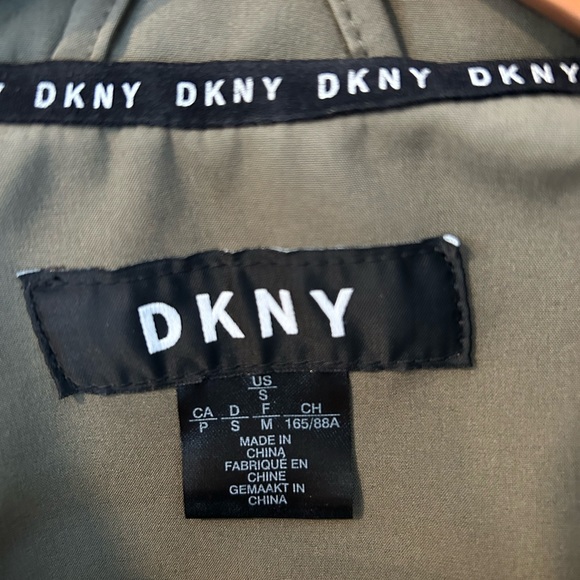 DKNY DKNY DKNY DKNY
DKNY
US
S
CA D F CH
P S M 165/88A
MADE IN
CHINA
FABRIQUÉ EN
CHINE
GEMAAKT IN
CHINA